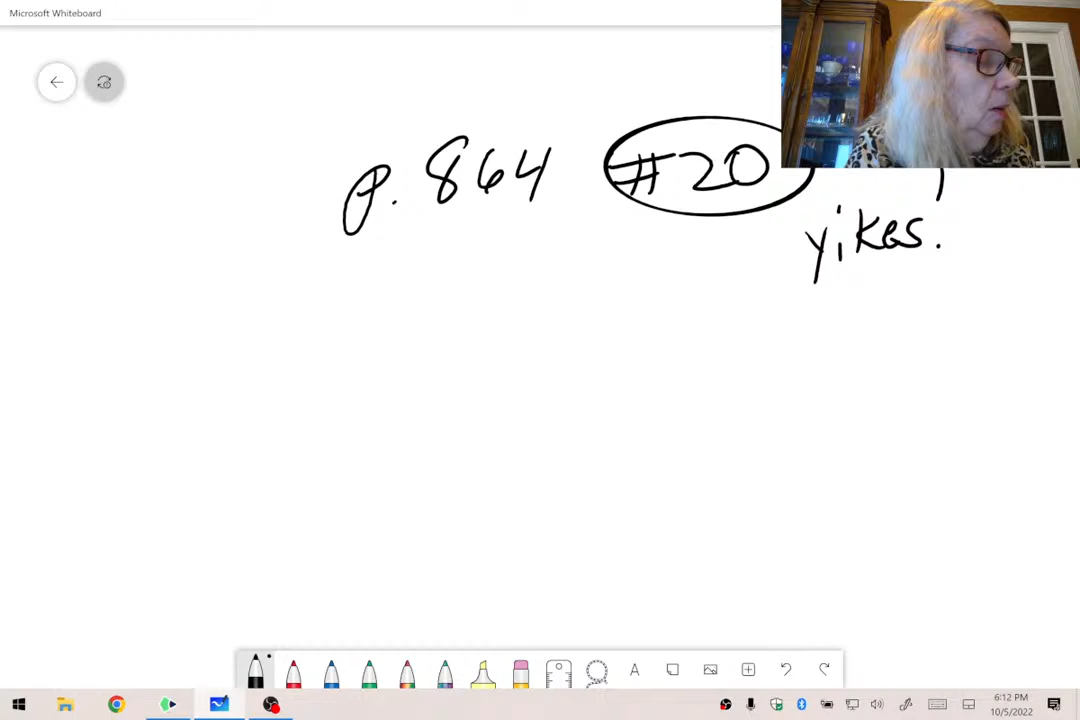 Microsoft Whiteboard
p. 864 #20
yikes.
A
6:12 PM
10/5/2022